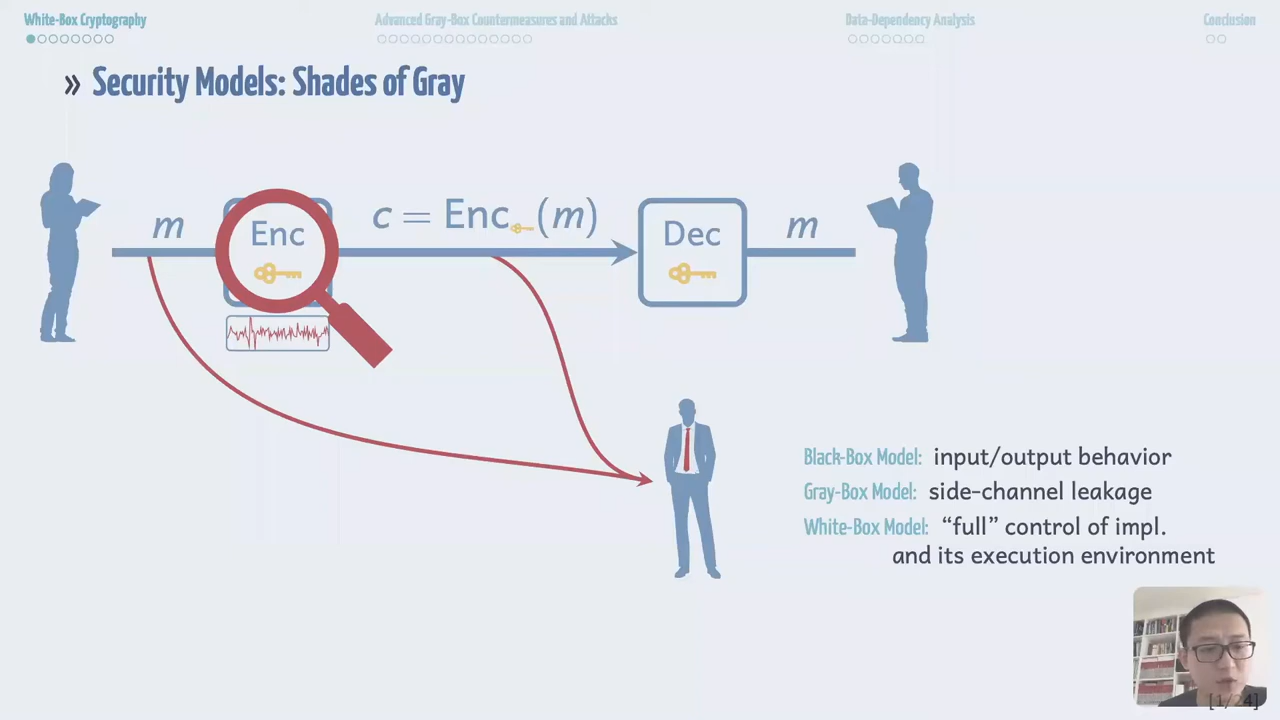 White-Box Cryptography
Advanced Gray-Box Countermeasures and Attacks
Data-Dependency Analysis
Conclusion
» Security Models: Shades of Gray
m
Enc
c = Enc(m)
Dec
m
Black-Box Model: input/output behavior
Gray-Box Model: side-channel leakage
White-Box Model: “full” control of impl.
and its execution environment
[1/24]